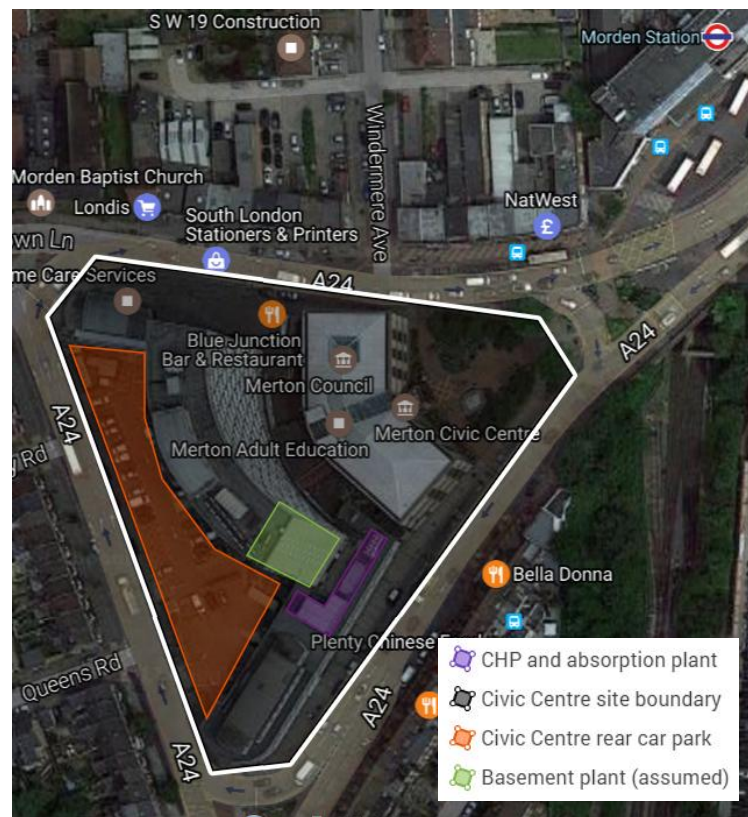 S W 19 Construction
Morden Station
Windermere Ave
Morden Baptist Church
Londis
NatWest
South London
Stationers & Printers
wn Ln
me Care Services
A24
Blue Junction
Bar & Restaurant
A24
Merton Council
A24
Merton Civic Centre
Merton Adult Education
y Rd
Bella Donna
Plenty Chinese
Queens Rd
A24
A24
CHP and absorption plant
Civic Centre site boundary
Civic Centre rear car park
Basement plant (assumed)